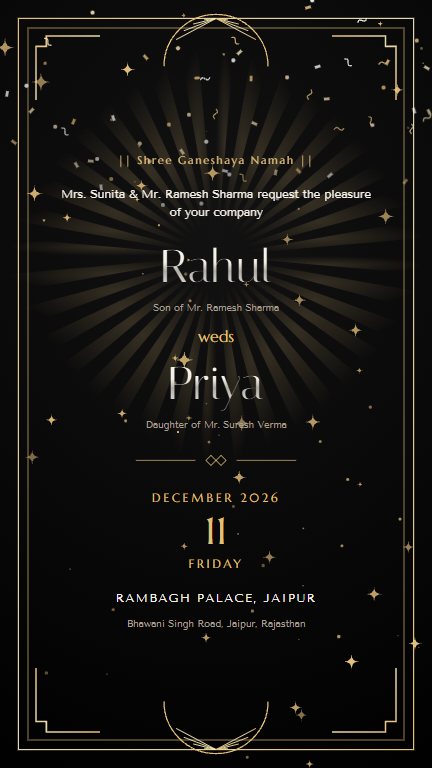 || Shree Ganeshaya Namah ||
Mrs. Sunita & Mr. Ramesh Sharma request the pleasure
of your company
Rahul
Son of Mr. Ramesh Sharma
weds
Priya
Daughter of Mr. Suresh Verma
DECEMBER 2026
11
FRIDAY
RAMBAGH PALACE, JAIPUR
Bhawani Singh Road, Jaipur, Rajasthan